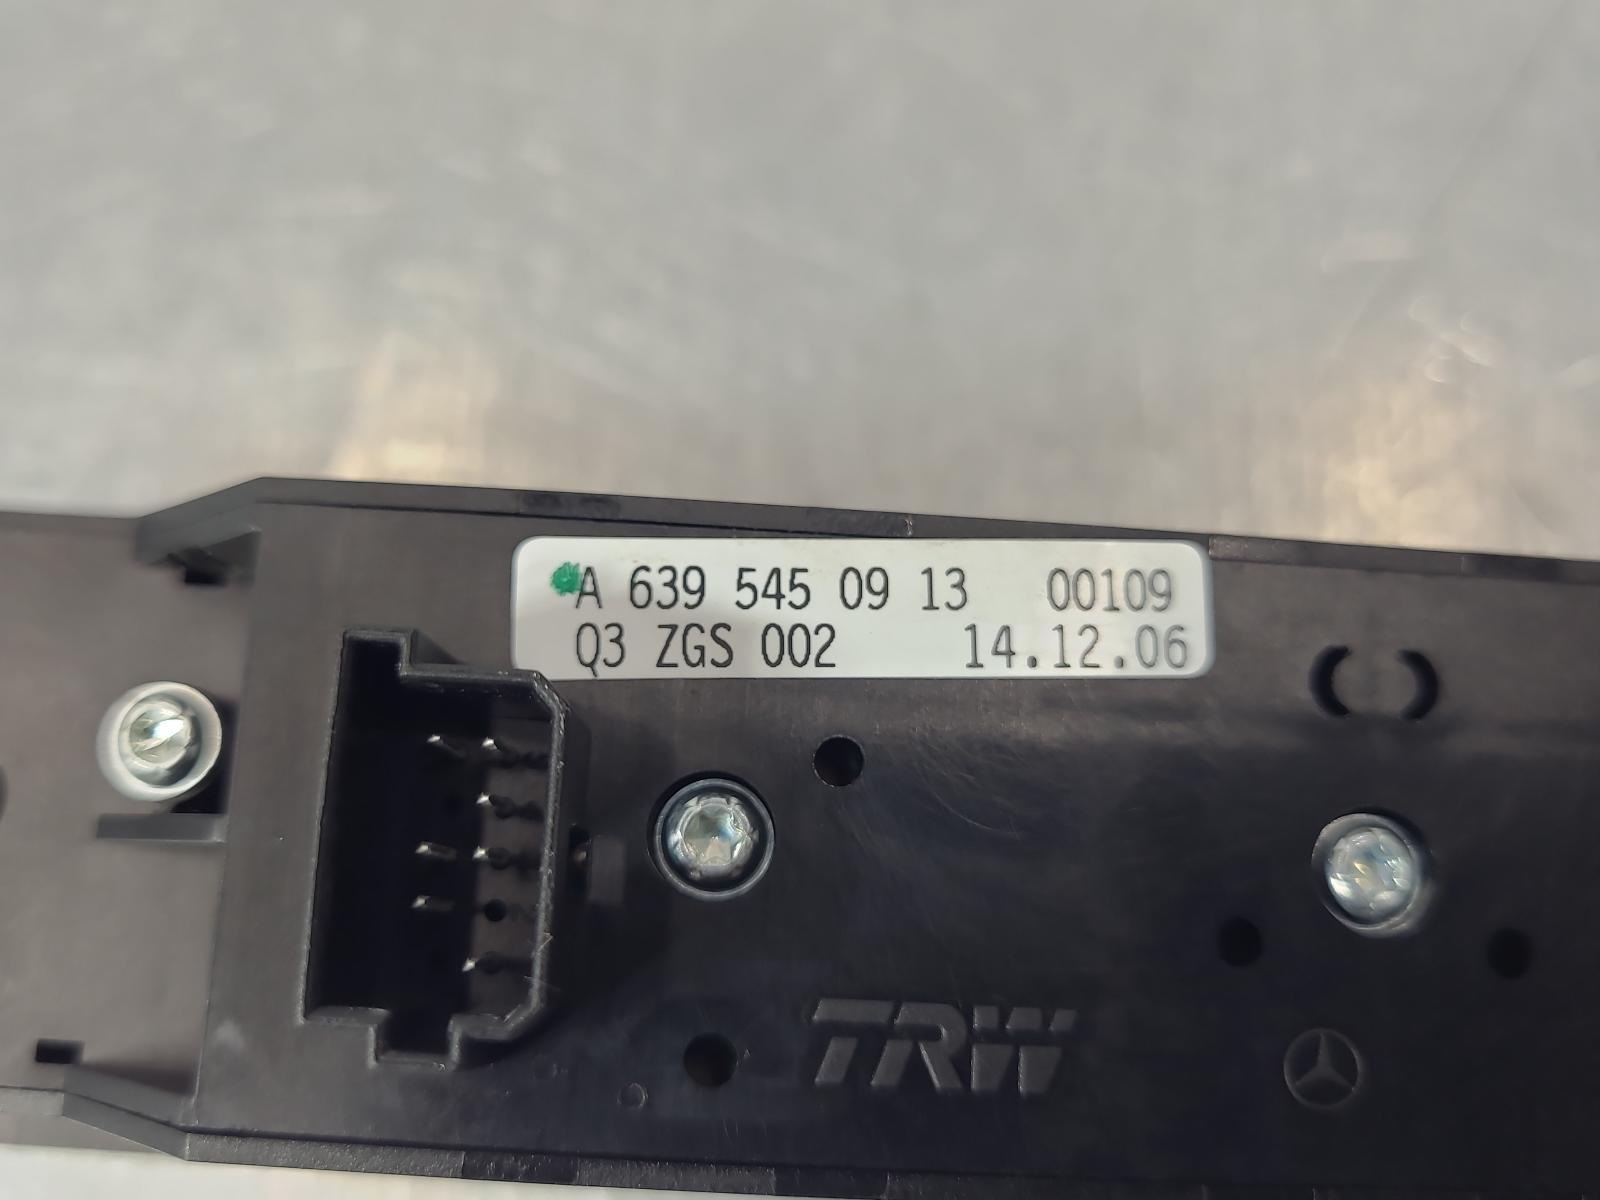 A 639 545 09 13 00109
Q3 ZGS 002 14.12.06
TRW